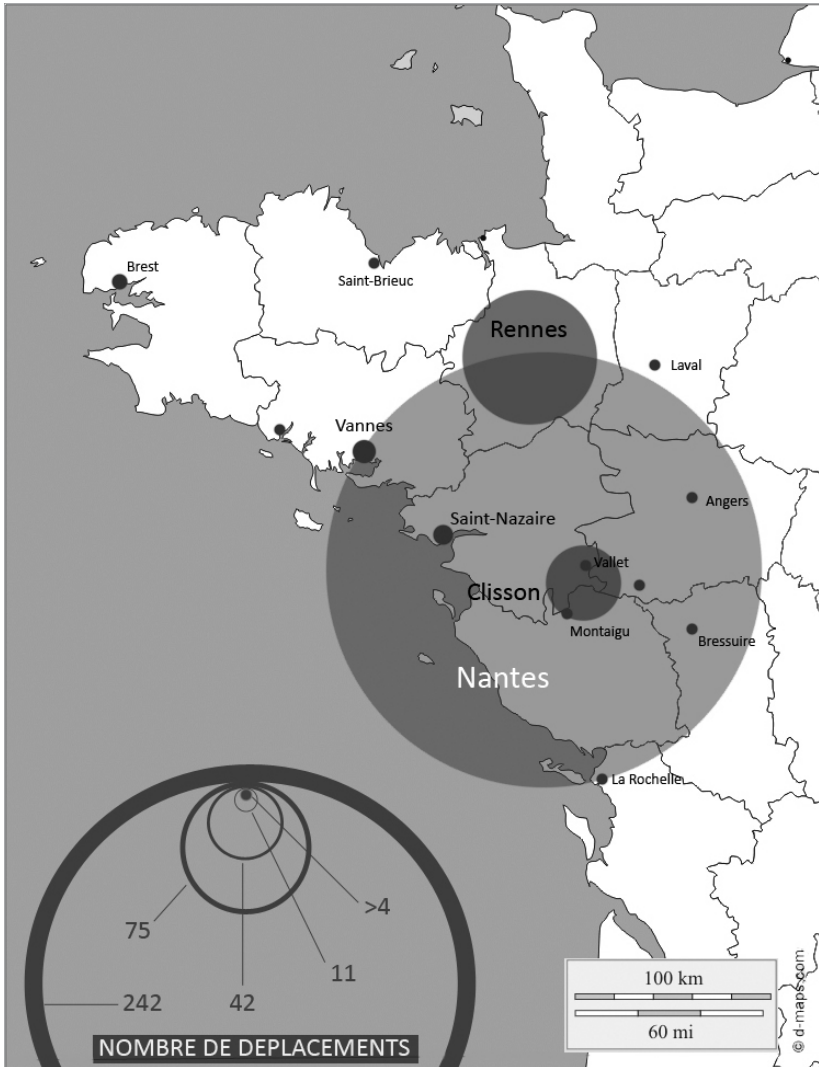 Brest
Saint-Brieuc
Rennes
Laval
Vannes
Angers
Saint-Nazaire
Vallet
Clisson
Montaigu
Bressuire
Nantes
La Rochelle
>4
75
11
242
42
NOMBRE DE DEPLACEMENTS
100 km
60 mi
© d-maps.com